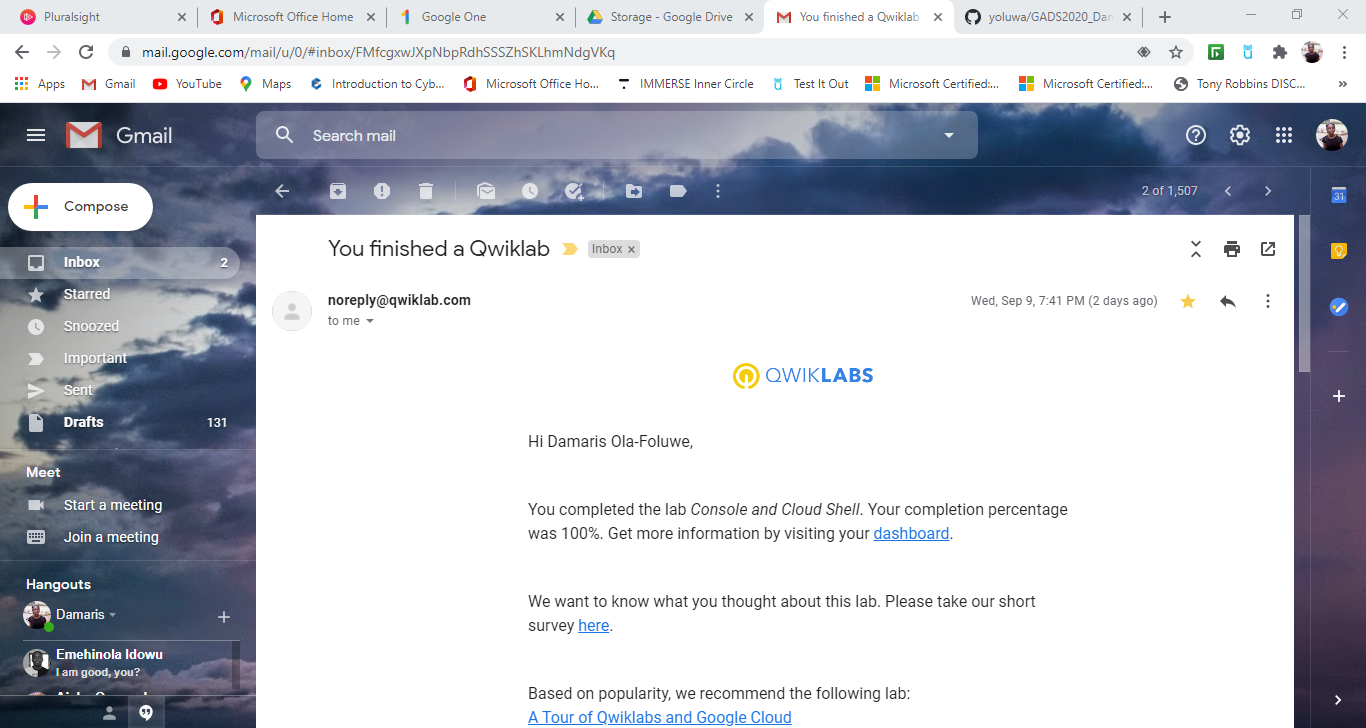 Pluralsight
Microsoft Office Home
Google One
Storage - Google Drive
You finished a Qwiklab
yoluwa/GADS2020_Dam
mail.google.com/mail/u/0/#inbox/FMfcgxwJXpNbpRdhSSSZhSKLhmNdgVKq
Apps
Gmail
YouTube
Maps
Introduction to Cyb...
Microsoft Office Ho...
IMMERSE Inner Circle
Test It Out
Microsoft Certified:...
Microsoft Certified:...
Tony Robbins DISC...
»
Gmail
Search mail
Compose
2 of 1,507
Inbox 2
Starred
Snoozed
Important
Sent
Drafts 131
Meet
Start a meeting
Join a meeting
Hangouts
Damaris
Emehinola Idowu
I am good, you?
You finished a Qwiklab
Inbox ×
noreply@qwiklab.com
Wed, Sep 9, 7:41 PM (2 days ago)
to me
QWIKLABS
Hi Damaris Ola-Foluwe,
You completed the lab Console and Cloud Shell. Your completion percentage
was 100%. Get more information by visiting your dashboard.
We want to know what you thought about this lab. Please take our short
survey here.
Based on popularity, we recommend the following lab:
A Tour of Qwiklabs and Google Cloud
31